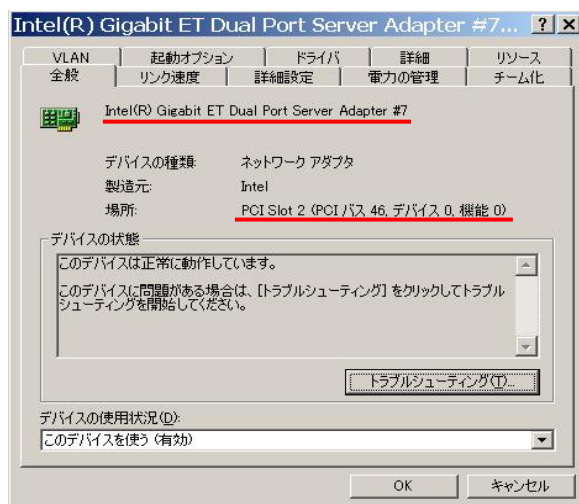 Intel(R) Gigabit ET Dual Port Server Adapter #7... ? ×
VLAN 起動オプション ドライバ 詳細 リソース
全般 リンク速度 詳細設定 電力の管理 チーム化
Intel(R) Gigabit ET Dual Port Server Adapter #7
デバイスの種類: ネットワーク アダプタ
製造元: Intel
場所: PCI Slot 2 (PCI バス 46, デバイス 0, 機能 0)
デバイスの状態
このデバイスは正常に動作しています。
このデバイスに問題がある場合は、[トラブルシューティング] をクリックしてトラブル
シューティングを開始してください。
トラブルシューティング(T)...
デバイスの使用状況(D):
このデバイスを使う (有効)
OK キャンセル